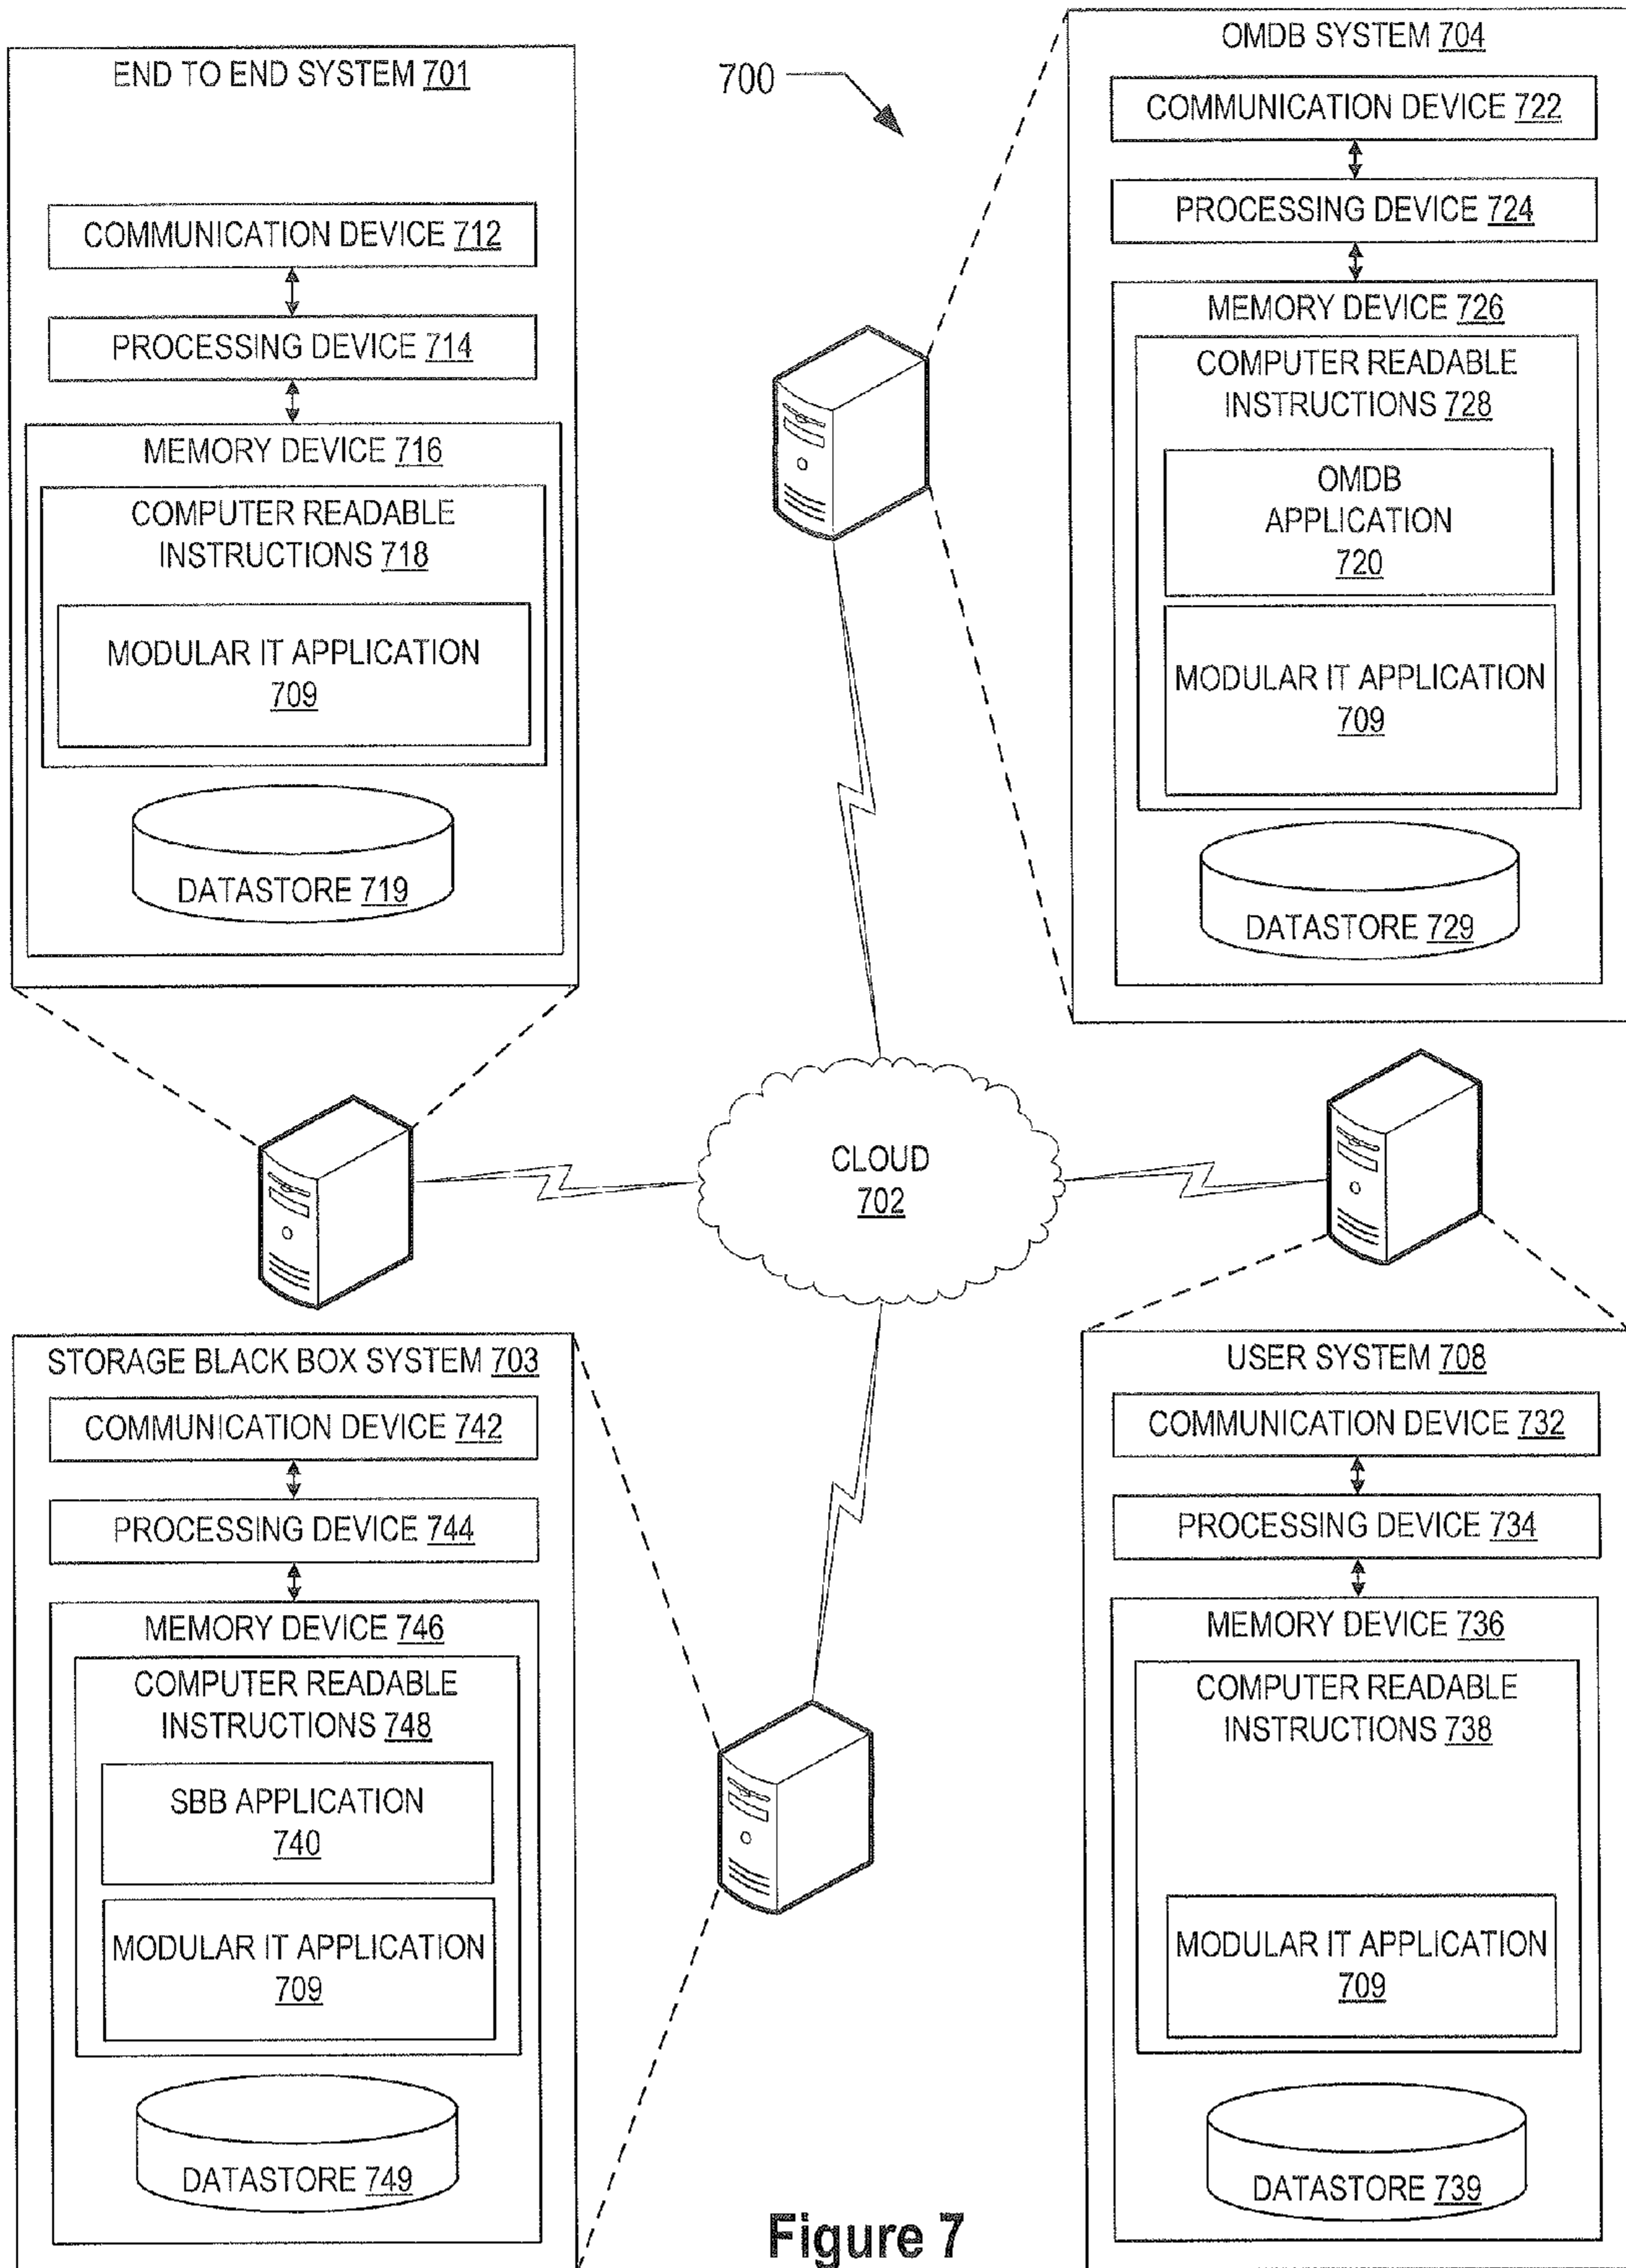 END TO END SYSTEM 701
COMMUNICATION DEVICE 712
PROCESSING DEVICE 714
MEMORY DEVICE 716
COMPUTER READABLE
INSTRUCTIONS 718
MODULAR IT APPLICATION
709
DATASTORE 719
700
OMDB SYSTEM 704
COMMUNICATION DEVICE 722
PROCESSING DEVICE 724
MEMORY DEVICE 726
COMPUTER READABLE
INSTRUCTIONS 728
OMDB
APPLICATION
720
MODULAR IT APPLICATION
709
DATASTORE 729
CLOUD
702
STORAGE BLACK BOX SYSTEM 703
COMMUNICATION DEVICE 742
PROCESSING DEVICE 744
MEMORY DEVICE 746
COMPUTER READABLE
INSTRUCTIONS 748
SBB APPLICATION
740
MODULAR IT APPLICATION
709
DATASTORE 749
USER SYSTEM 708
COMMUNICATION DEVICE 732
PROCESSING DEVICE 734
MEMORY DEVICE 736
COMPUTER READABLE
INSTRUCTIONS 738
MODULAR IT APPLICATION
709
DATASTORE 739
Figure 7